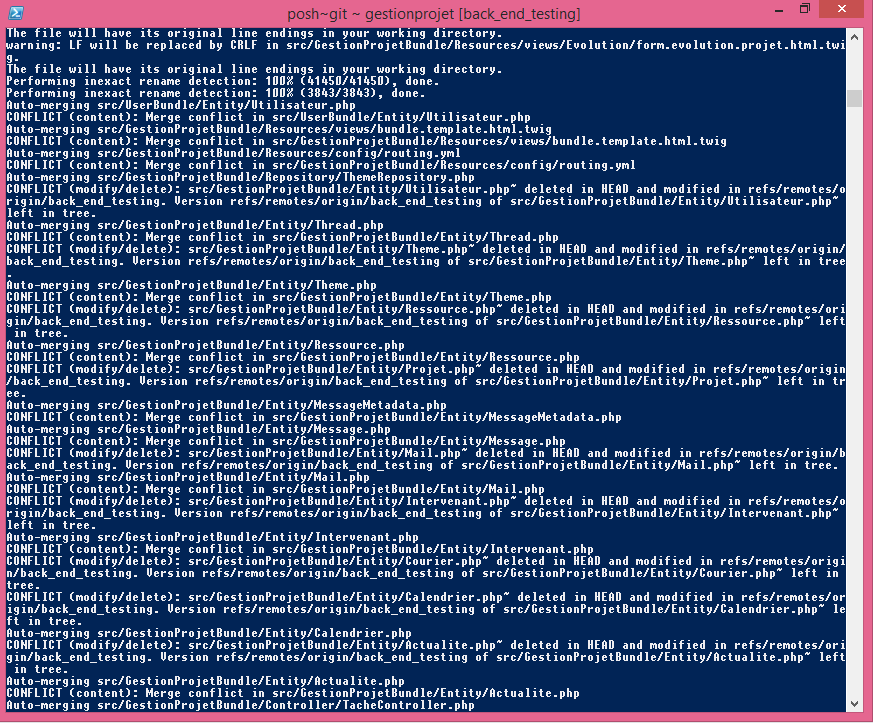 posh~git ~ gestionprojet [back_end_testing]
The file will have its original line endings in your working directory.
warning: LF will be replaced by CRLF in src/GestionProjetBundle/Resources/views/Evolution/form.evolution.projet.html.twi
g.
The file will have its original line endings in your working directory.
Performing inexact rename detection: 100% (41450/41450), done.
Performing inexact rename detection: 100% (3843/3843), done.
Auto-merging src/UserBundle/Entity/Utilisateur.php
CONFLICT (content): Merge conflict in src/UserBundle/Entity/Utilisateur.php
Auto-merging src/GestionProjetBundle/Resources/views/bundle.template.html.twig
CONFLICT (content): Merge conflict in src/GestionProjetBundle/Resources/views/bundle.template.html.twig
Auto-merging src/GestionProjetBundle/Resources/config/routing.yml
CONFLICT (content): Merge conflict in src/GestionProjetBundle/Resources/config/routing.yml
Auto-merging src/GestionProjetBundle/Repository/ThemeRepository.php
CONFLICT (modify/delete): src/GestionProjetBundle/Entity/Utilisateur.php~ deleted in HEAD and modified in refs/remotes/o
rigin/back_end_testing. Version refs/remotes/origin/back_end_testing of src/GestionProjetBundle/Entity/Utilisateur.php~
left in tree.
Auto-merging src/GestionProjetBundle/Entity/Thread.php
CONFLICT (content): Merge conflict in src/GestionProjetBundle/Entity/Thread.php
CONFLICT (modify/delete): src/GestionProjetBundle/Entity/Theme.php~ deleted in HEAD and modified in refs/remotes/origin/
back_end_testing. Version refs/remotes/origin/back_end_testing of src/GestionProjetBundle/Entity/Theme.php~ left in tree
.
Auto-merging src/GestionProjetBundle/Entity/Theme.php
CONFLICT (content): Merge conflict in src/GestionProjetBundle/Entity/Theme.php
CONFLICT (modify/delete): src/GestionProjetBundle/Entity/Ressource.php~ deleted in HEAD and modified in refs/remotes/ori
gin/back_end_testing. Version refs/remotes/origin/back_end_testing of src/GestionProjetBundle/Entity/Ressource.php~ left
 in tree.
Auto-merging src/GestionProjetBundle/Entity/Ressource.php
CONFLICT (content): Merge conflict in src/GestionProjetBundle/Entity/Ressource.php
CONFLICT (modify/delete): src/GestionProjetBundle/Entity/Projet.php~ deleted in HEAD and modified in refs/remotes/origin
/back_end_testing. Version refs/remotes/origin/back_end_testing of src/GestionProjetBundle/Entity/Projet.php~ left in tr
ee.
Auto-merging src/GestionProjetBundle/Entity/MessageMetadata.php
CONFLICT (content): Merge conflict in src/GestionProjetBundle/Entity/MessageMetadata.php
Auto-merging src/GestionProjetBundle/Entity/Message.php
CONFLICT (content): Merge conflict in src/GestionProjetBundle/Entity/Message.php
CONFLICT (modify/delete): src/GestionProjetBundle/Entity/Mail.php~ deleted in HEAD and modified in refs/remotes/origin/b
ack_end_testing. Version refs/remotes/origin/back_end_testing of src/GestionProjetBundle/Entity/Mail.php~ left in tree.
Auto-merging src/GestionProjetBundle/Entity/Mail.php
CONFLICT (content): Merge conflict in src/GestionProjetBundle/Entity/Mail.php
CONFLICT (modify/delete): src/GestionProjetBundle/Entity/Intervenant.php~ deleted in HEAD and modified in refs/remotes/o
rigin/back_end_testing. Version refs/remotes/origin/back_end_testing of src/GestionProjetBundle/Entity/Intervenant.php~
left in tree.
Auto-merging src/GestionProjetBundle/Entity/Intervenant.php
CONFLICT (content): Merge conflict in src/GestionProjetBundle/Entity/Intervenant.php
CONFLICT (modify/delete): src/GestionProjetBundle/Entity/Courier.php~ deleted in HEAD and modified in refs/remotes/origi
n/back_end_testing. Version refs/remotes/origin/back_end_testing of src/GestionProjetBundle/Entity/Courier.php~ left in
tree.
CONFLICT (modify/delete): src/GestionProjetBundle/Entity/Calendrier.php~ deleted in HEAD and modified in refs/remotes/or
igin/back_end_testing. Version refs/remotes/origin/back_end_testing of src/GestionProjetBundle/Entity/Calendrier.php~ le
ft in tree.
Auto-merging src/GestionProjetBundle/Entity/Calendrier.php
CONFLICT (modify/delete): src/GestionProjetBundle/Entity/Actualite.php~ deleted in HEAD and modified in refs/remotes/ori
gin/back_end_testing. Version refs/remotes/origin/back_end_testing of src/GestionProjetBundle/Entity/Actualite.php~ left
 in tree.
Auto-merging src/GestionProjetBundle/Entity/Actualite.php
CONFLICT (content): Merge conflict in src/GestionProjetBundle/Entity/Actualite.php
Auto-merging src/GestionProjetBundle/Controller/TacheController.php